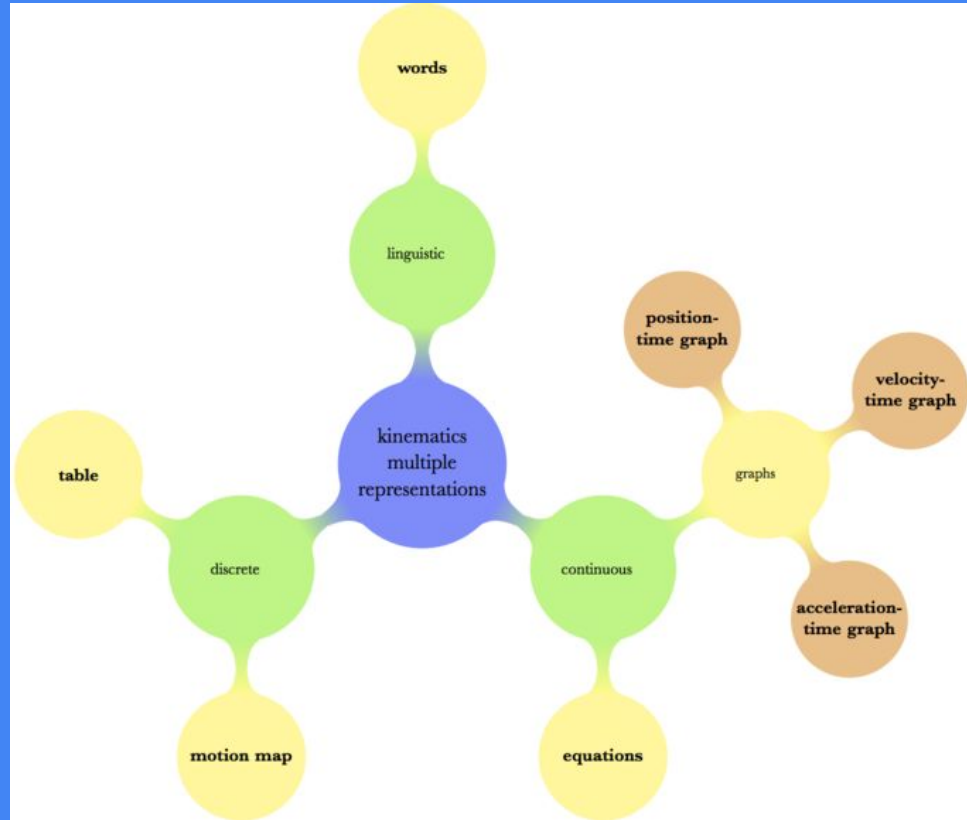 words
linguistic
position-
time graph
velocity-
time graph
kinematics
multiple
representations
table
graphs
discrete
continuous
acceleration-
time graph
motion map
equations